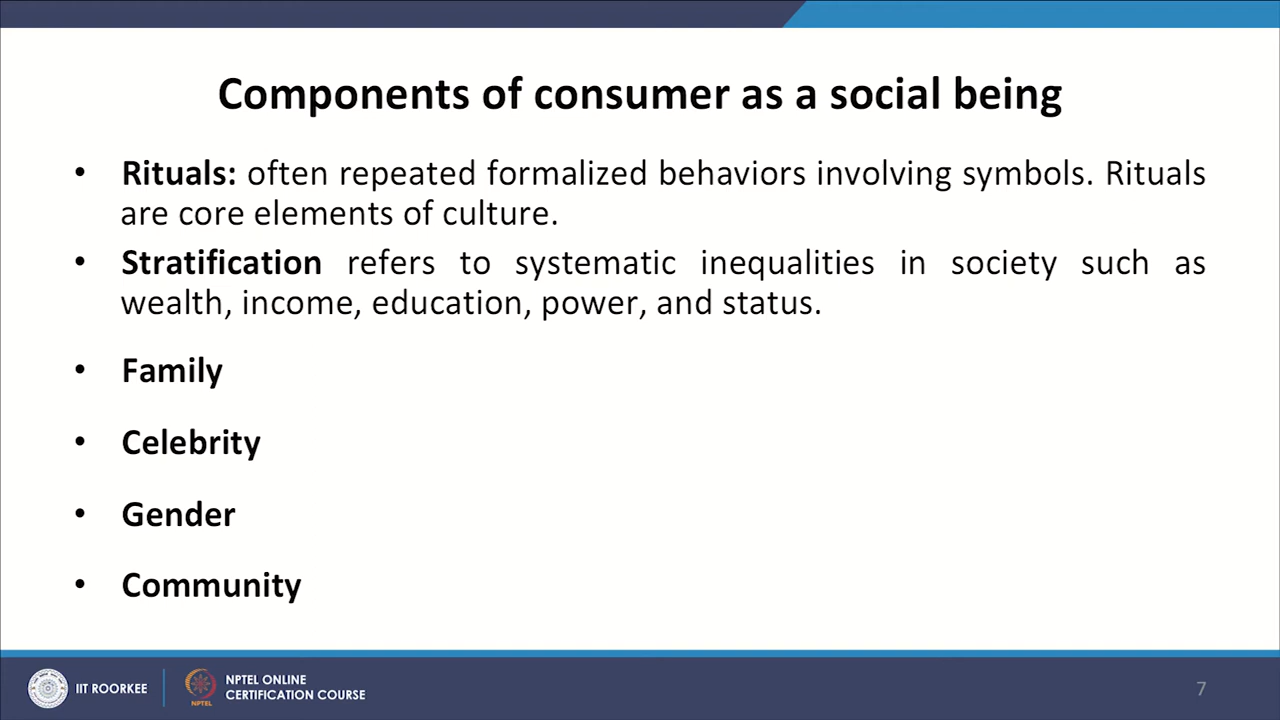 Components of consumer as a social being
• Rituals: often repeated formalized behaviors involving symbols. Rituals
are core elements of culture.
• Stratification refers to systematic inequalities in society such as
wealth, income, education, power, and status.
• Family
• Celebrity
• Gender
• Community
IIT ROORKEE
NPTEL
NPTEL ONLINE
CERTIFICATION COURSE
7